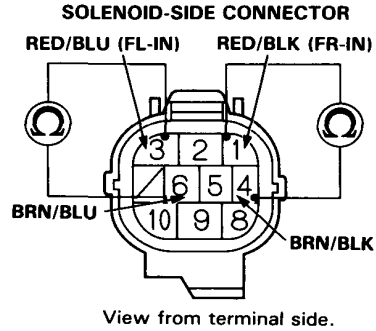 SOLENOID-SIDE CONNECTOR
RED/BLU (FL-IN) RED/BLK (FR-IN)
Ω Ω
3 2 1
6 5 4
BRN/BLU
10 9 8
BRN/BLK
View from terminal side.